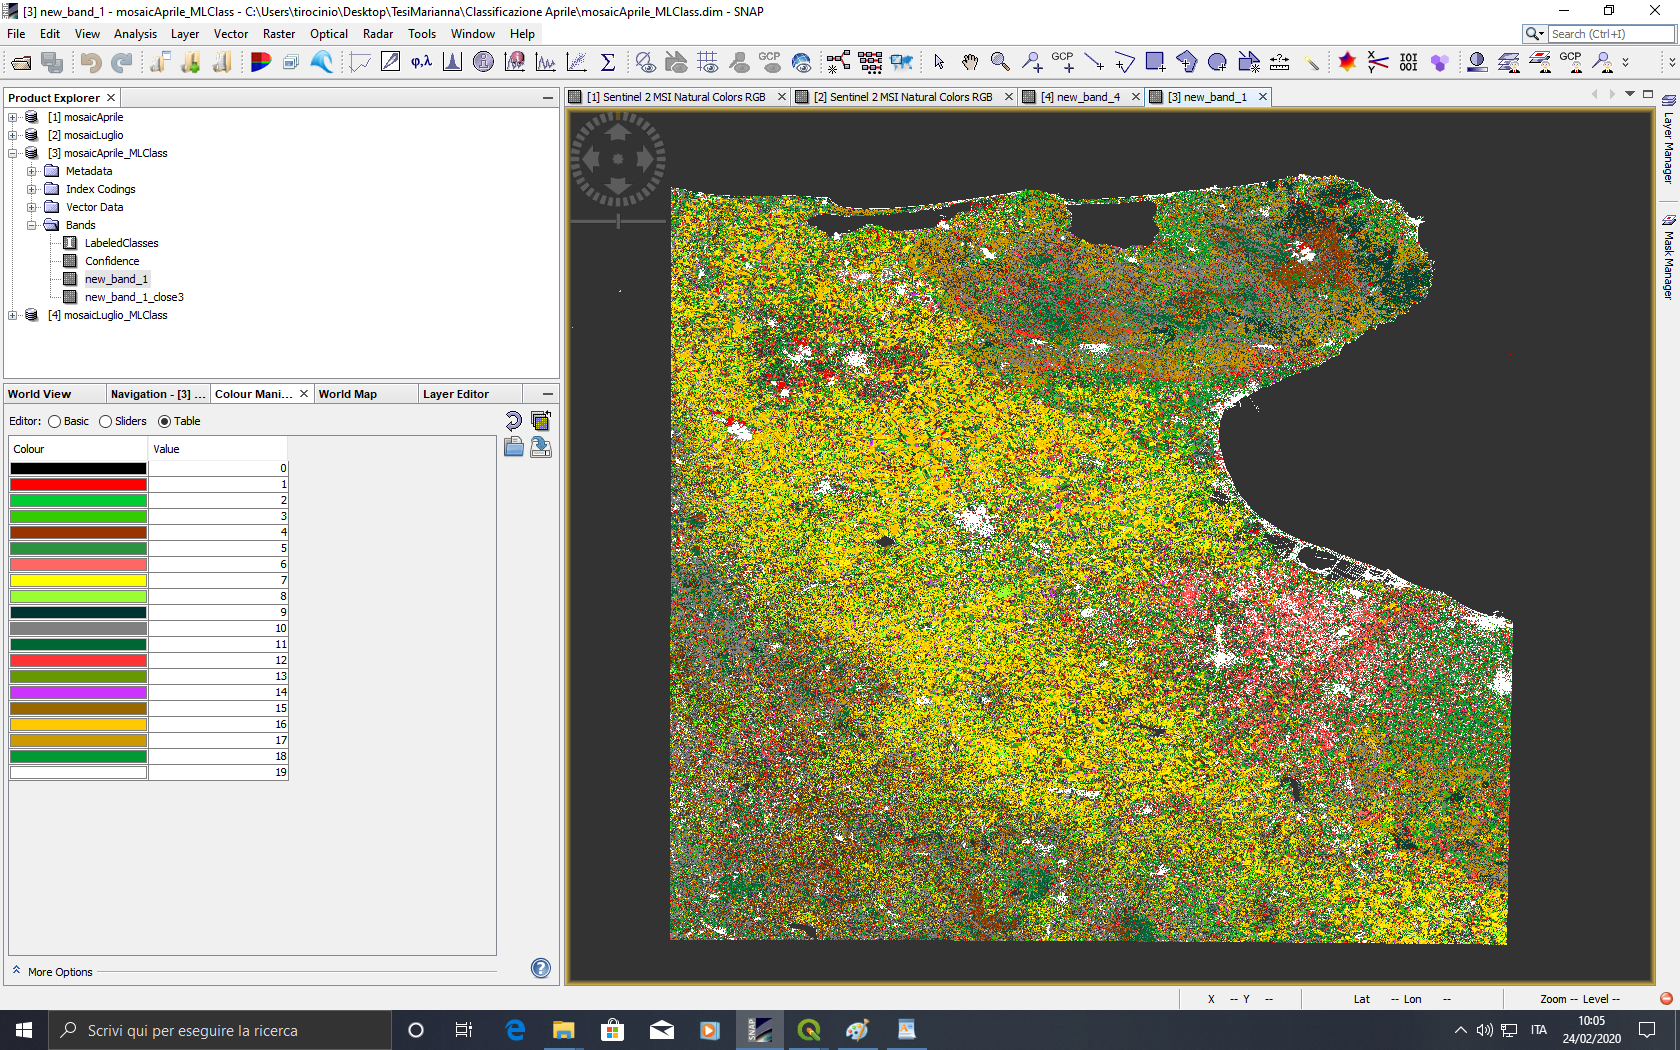 [3] new_band_1 - mosaicAprile_MLClass - C:\Users\tirocinio\Desktop\TesiMarianna\Classificazione Aprile\mosaicAprile_MLClass.dim - SNAP
File Edit View Analysis Layer Vector Raster Optical Radar Tools Window Help
Search (Ctrl+I)
GCP GCP GCP
Product Explorer
[1] Sentinel 2 MSI Natural Colors RGB [2] Sentinel 2 MSI Natural Colors RGB [4] new_band_4 [3] new_band_1
[1] mosaicAprile
[2] mosaicLuglio
[3] mosaicAprile_MLClass
Metadata
Index Codings
Vector Data
Bands
LabeledClasses
Confidence
new_band_1
new_band_1_close3
[4] mosaicLuglio_MLClass
Layer Manager
Mask Manager
World View Navigation - [3] ... Colour Mani... World Map Layer Editor
Editor: Basic Sliders Table
Colour Value
0
1
2
3
4
5
6
7
8
9
10
11
12
13
14
15
16
17
18
19
More Options
X -- Y -- Lat -- Lon -- Zoom -- Level --
Scrivi qui per eseguire la ricerca
SNAP
ITA
10:05
24/02/2020